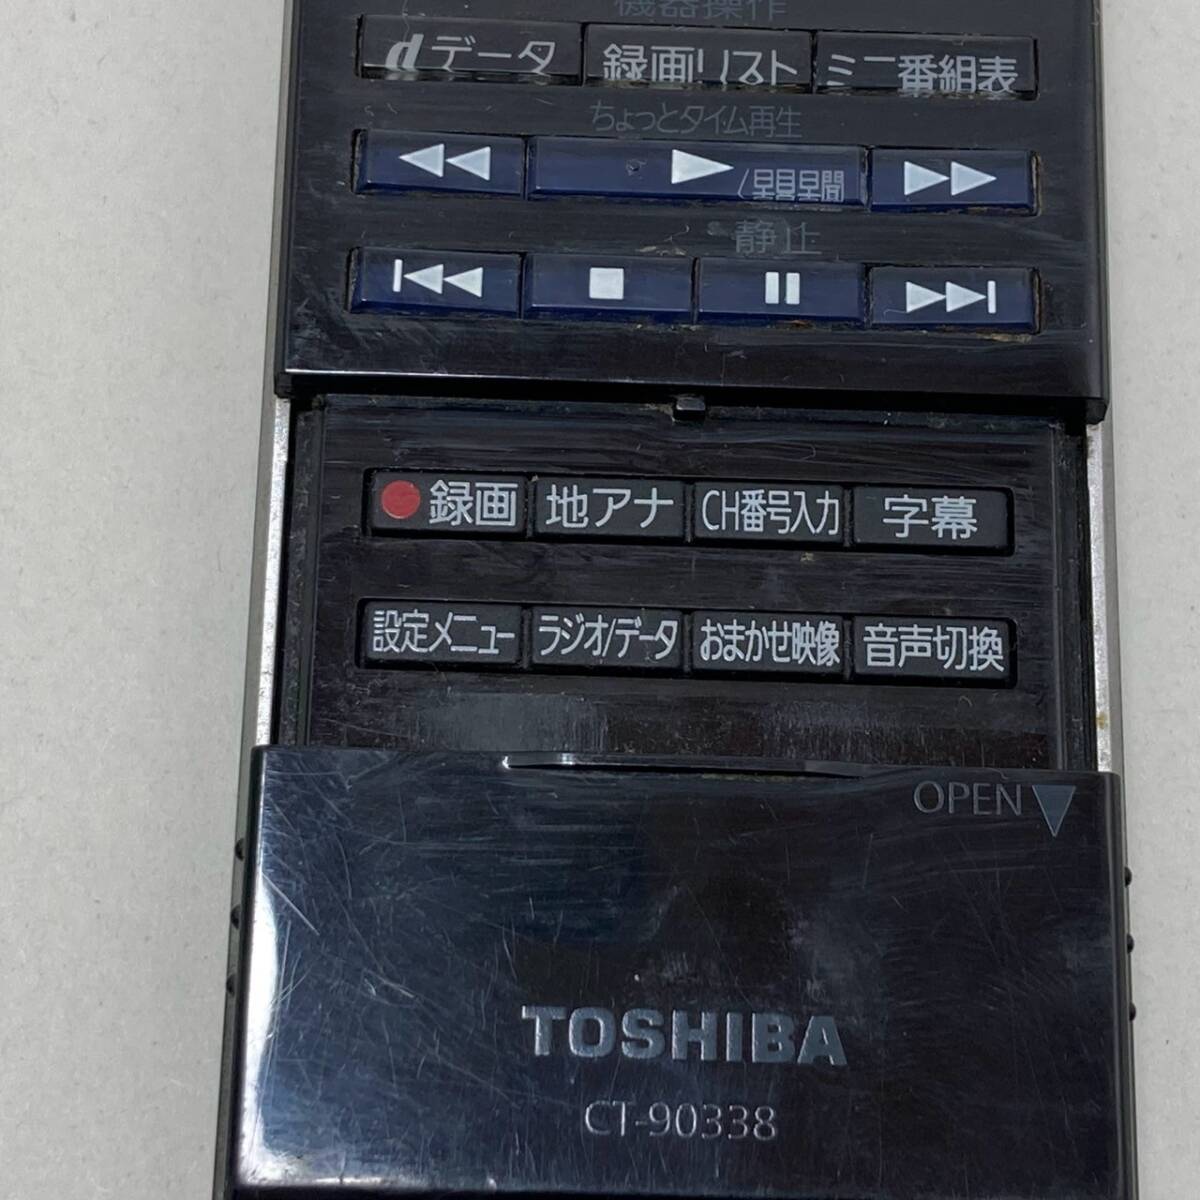 機器操作
dデータ 録画リスト ミニ番組表
ちょっとタイム再生
/早見早聞
静止
録画 地アナ CH番号入力 字幕
設定メニュー ラジオ/データ おまかせ映像 音声切換
OPEN
TOSHIBA
CT-90338